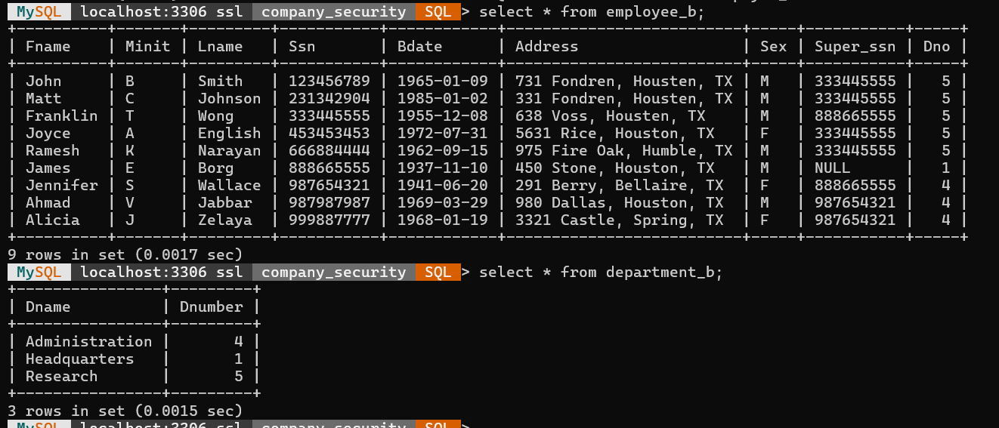 MySQL localhost:3306 ssl company_security SQL > select * from employee_b;
+-----------+-------+---------+-----------+------------+--------------------------+-----+-----------+-----+
| Fname     | Minit | Lname   | Ssn       | Bdate      | Address                  | Sex | Super_ssn | Dno |
+-----------+-------+---------+-----------+------------+--------------------------+-----+-----------+-----+
| John      | B     | Smith   | 123456789 | 1965-01-09 | 731 Fondren, Housten, TX | M   | 333445555 |   5 |
| Matt      | C     | Johnson | 231342904 | 1985-01-02 | 331 Fondren, Housten, TX | M   | 333445555 |   5 |
| Franklin  | T     | Wong    | 333445555 | 1955-12-08 | 638 Voss, Housten, TX    | M   | 888665555 |   5 |
| Joyce     | A     | English | 453453453 | 1972-07-31 | 5631 Rice, Houston, TX   | F   | 333445555 |   5 |
| Ramesh    | K     | Narayan | 666884444 | 1962-09-15 | 975 Fire Oak, Humble, TX | M   | 333445555 |   5 |
| James     | E     | Borg    | 888665555 | 1937-11-10 | 450 Stone, Houston, TX   | M   | NULL      |   1 |
| Jennifer  | S     | Wallace | 987654321 | 1941-06-20 | 291 Berry, Bellaire, TX  | F   | 888665555 |   4 |
| Ahmad     | V     | Jabbar  | 987987987 | 1969-03-29 | 980 Dallas, Houston, TX  | M   | 987654321 |   4 |
| Alicia    | J     | Zelaya  | 999887777 | 1968-01-19 | 3321 Castle, Spring, TX  | F   | 987654321 |   4 |
+-----------+-------+---------+-----------+------------+--------------------------+-----+-----------+-----+
9 rows in set (0.0017 sec)
MySQL localhost:3306 ssl company_security SQL > select * from department_b;
+----------------+---------+
| Dname          | Dnumber |
+----------------+---------+
| Administration |       4 |
| Headquarters   |       1 |
| Research       |       5 |
+----------------+---------+
3 rows in set (0.0015 sec)
MySQL localhost:3306 ssl company_security SQL >